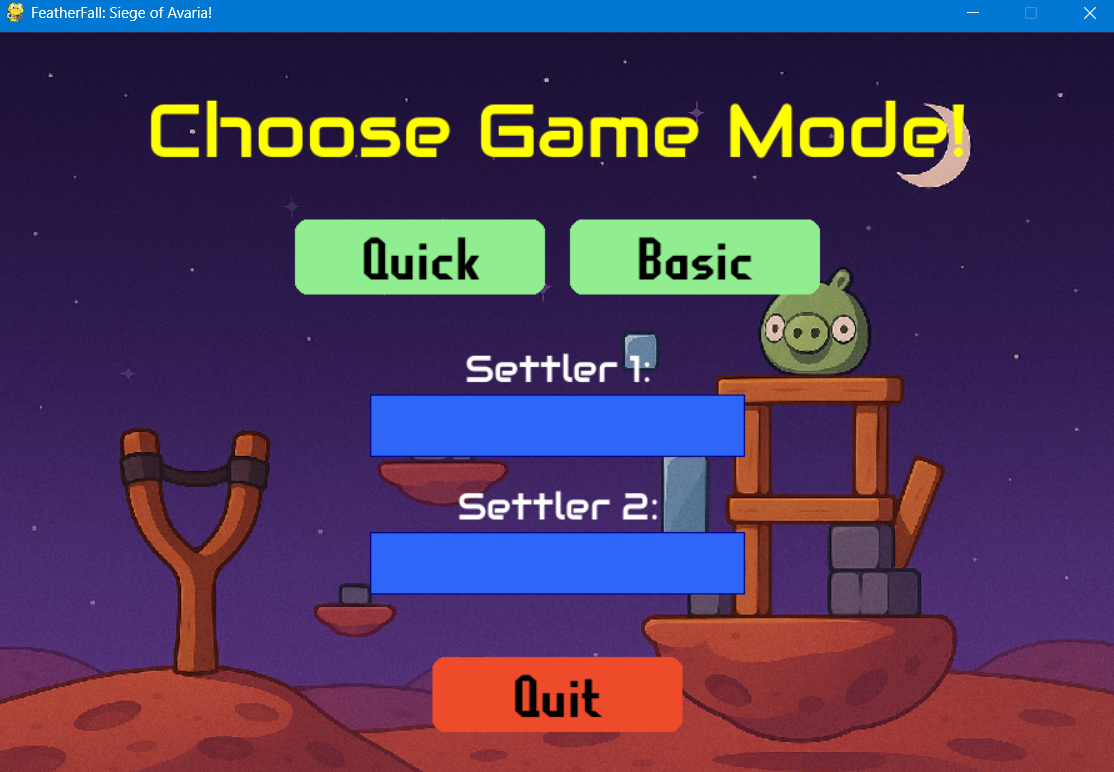 FeatherFall: Siege of Avaria!
Choose Game Mode!
Quick Basic
Settler 1:
Settler 2:
Quit